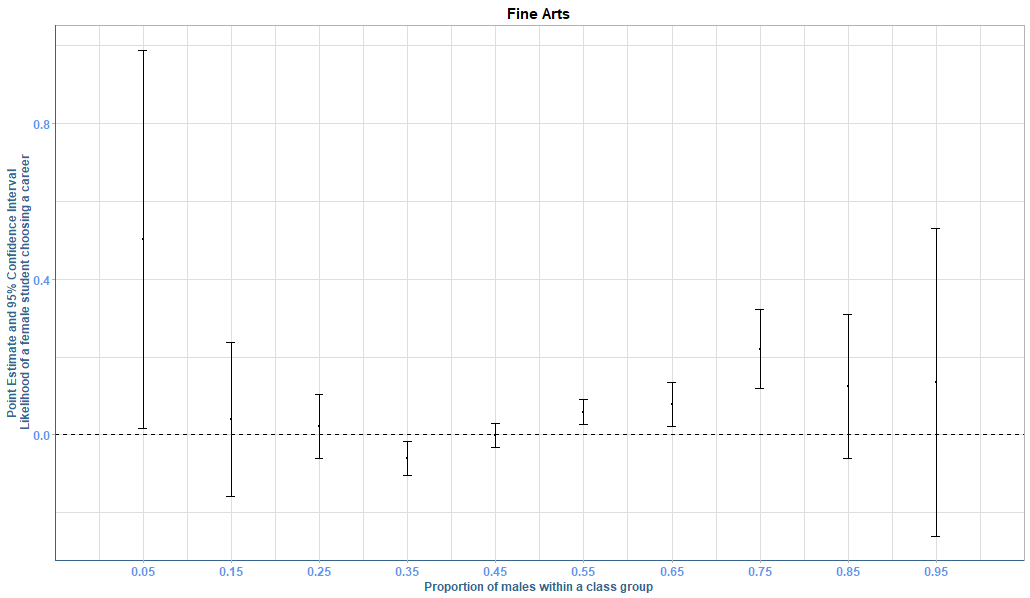 Fine Arts
Point Estimate and 95% Confidence Interval
Likelihood of a female student choosing a career
0.8
0.4
0.0
0.05 0.15 0.25 0.35 0.45 0.55 0.65 0.75 0.85 0.95
Proportion of males within a class group